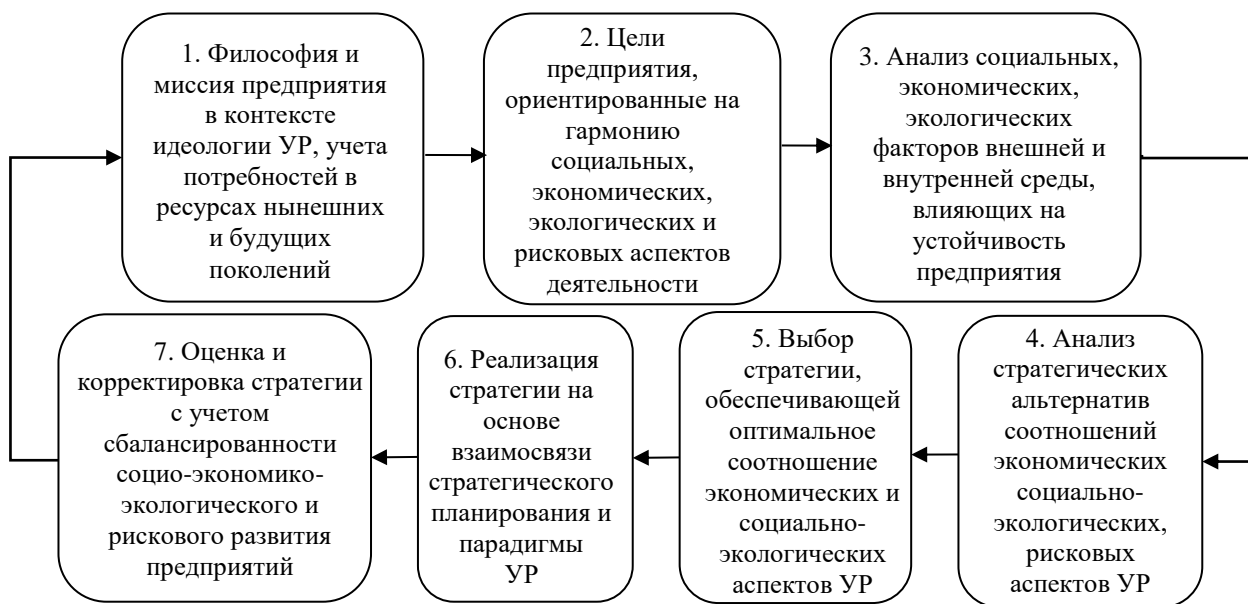 1. Философия и
миссия предприятия
в контексте
идеологии УР, учета
потребностей в
ресурсах нынешних
и будущих
поколений
2. Цели
предприятия,
ориентированные на
гармонию
социальных,
экономических,
экологических и
рисковых аспектов
деятельности
3. Анализ социальных,
экономических,
экологических
факторов внешней и
внутренней среды,
влияющих на
устойчивость
предприятия
4. Анализ
стратегических
альтернатив
соотношений
экономических
социально-
экологических,
рисковых
аспектов УР
5. Выбор
стратегии,
обеспечивающей
оптимальное
соотношение
экономических и
социально-
экологических
аспектов УР
6. Реализация
стратегии на
основе
взаимосвязи
стратегического
планирования и
парадигмы
УР
7. Оценка и
корректировка стратегии
с учетом
сбалансированности
социо-экономико-
экологического и
рискового развития
предприятий